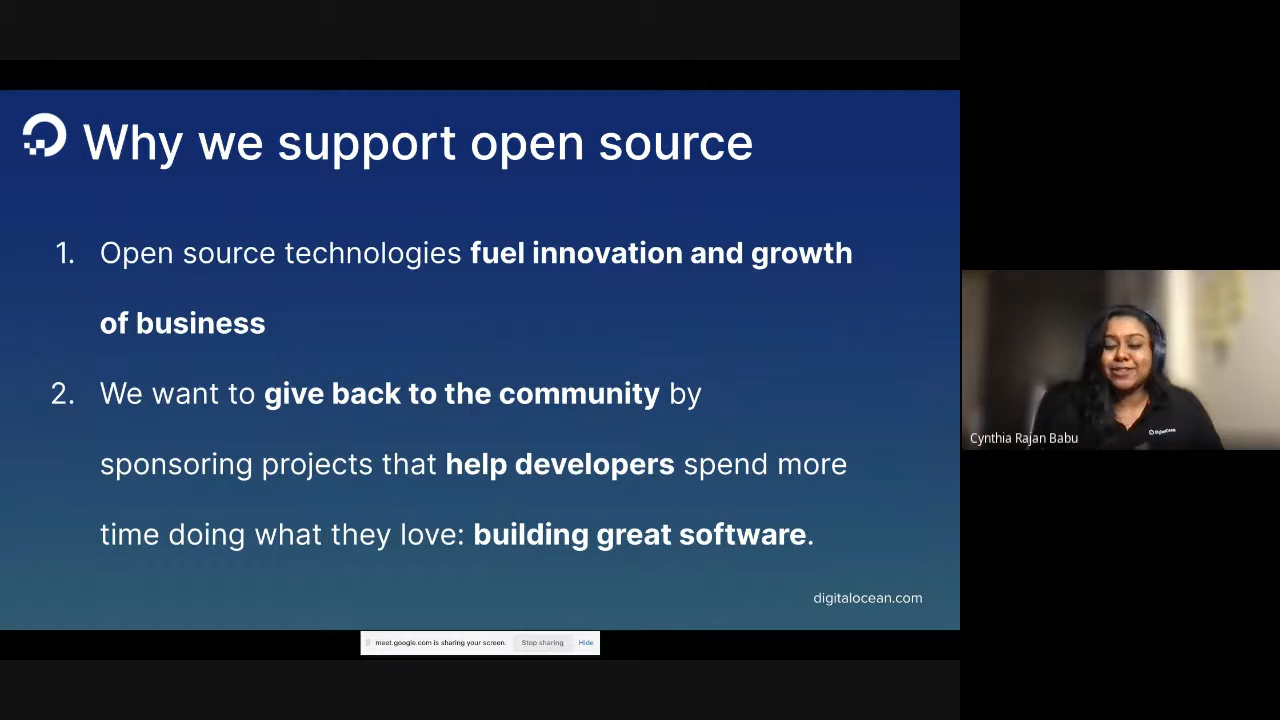 Why we support open source
1. Open source technologies fuel innovation and growth
of business
2. We want to give back to the community by
sponsoring projects that help developers spend more
time doing what they love: building great software.
digitalocean.com
meet.google.com is sharing your screen. Stop sharing Hide
Cynthia Rajan Babu
DigitalOcean